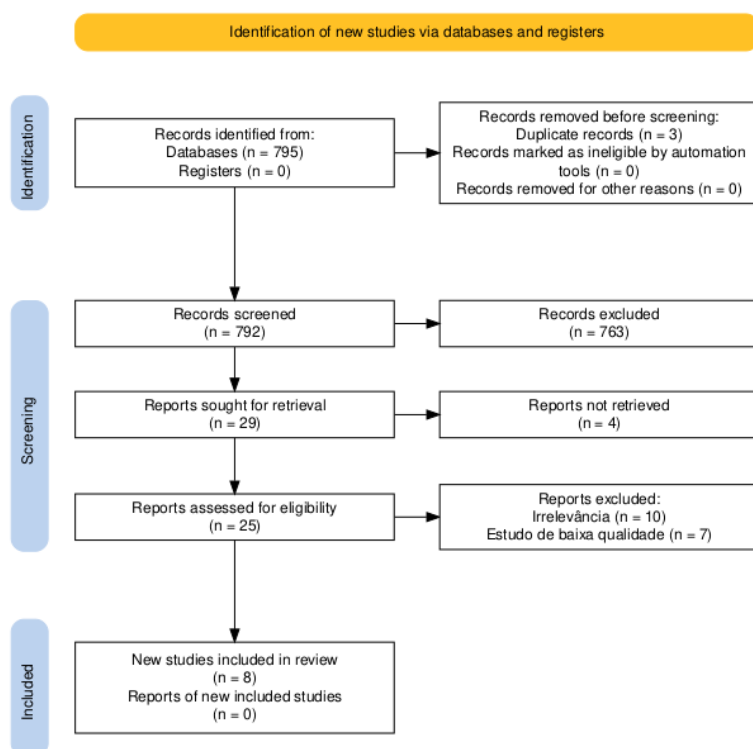 Identification of new studies via databases and registers
Identification
Records identified from:
Databases (n = 795)
Registers (n = 0)
Records removed before screening:
Duplicate records (n = 3)
Records marked as ineligible by automation
tools (n = 0)
Records removed for other reasons (n = 0)
Screening
Records screened
(n = 792)
Records excluded
(n = 763)
Reports sought for retrieval
(n = 29)
Reports not retrieved
(n = 4)
Reports assessed for eligibility
(n = 25)
Reports excluded:
Irrelevância (n = 10)
Estudo de baixa qualidade (n = 7)
Included
New studies included in review
(n = 8)
Reports of new included studies
(n = 0)